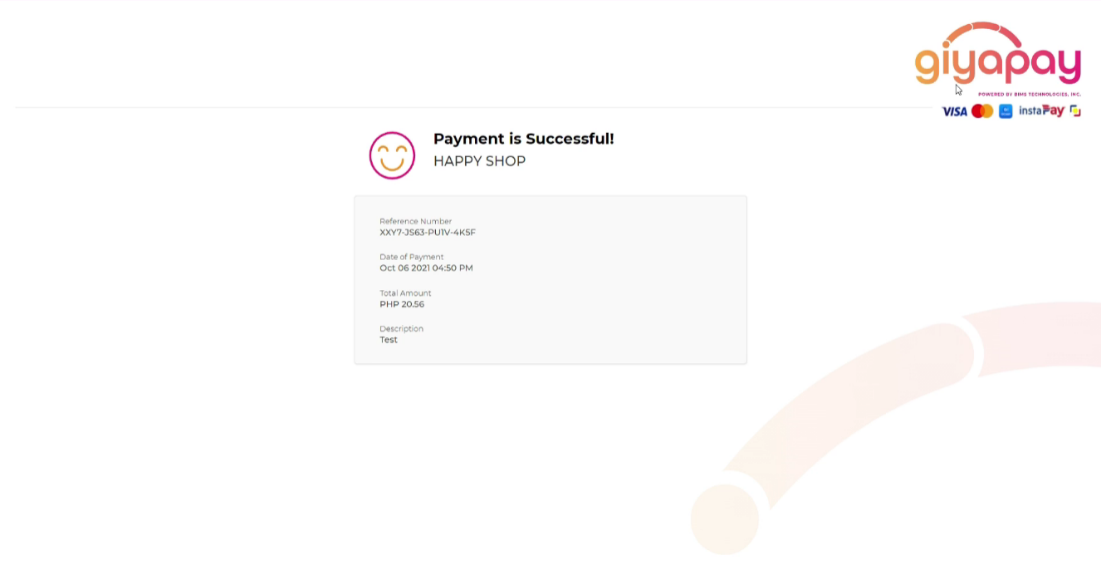 giyapay
POWERED BY BIMS TECHNOLOGIES, INC.
VISA instaPay
Payment is Successful!
HAPPY SHOP
Reference Number
XXY7-JS63-PU1V-4K5F
Date of Payment
Oct 06 2021 04:50 PM
Total Amount
PHP 20.56
Description
Test